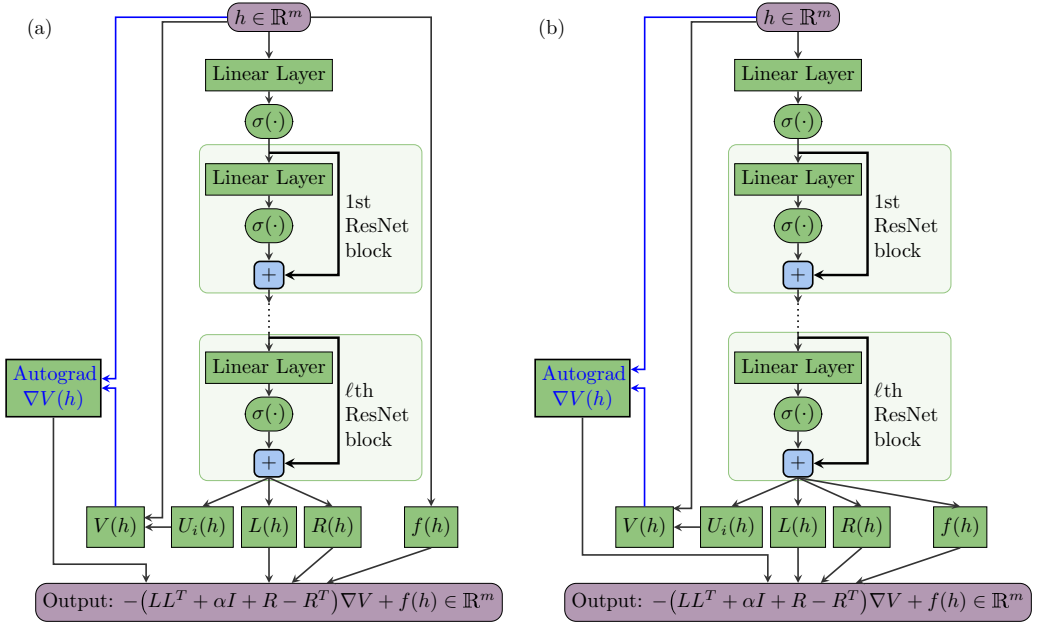 (a)
h ∈ ℝ^m
Linear Layer
σ(·)
Linear Layer
σ(·)
+
1st
ResNet
block
Linear Layer
σ(·)
+
ℓth
ResNet
block
Autograd
∇V(h)
V(h)
U_i(h)
L(h)
R(h)
f(h)
Output: −(LL^T + αI + R − R^T)∇V + f(h) ∈ ℝ^m
(b)
h ∈ ℝ^m
Linear Layer
σ(·)
Linear Layer
σ(·)
+
1st
ResNet
block
Linear Layer
σ(·)
+
ℓth
ResNet
block
Autograd
∇V(h)
V(h)
U_i(h)
L(h)
R(h)
f(h)
Output: −(LL^T + αI + R − R^T)∇V + f(h) ∈ ℝ^m